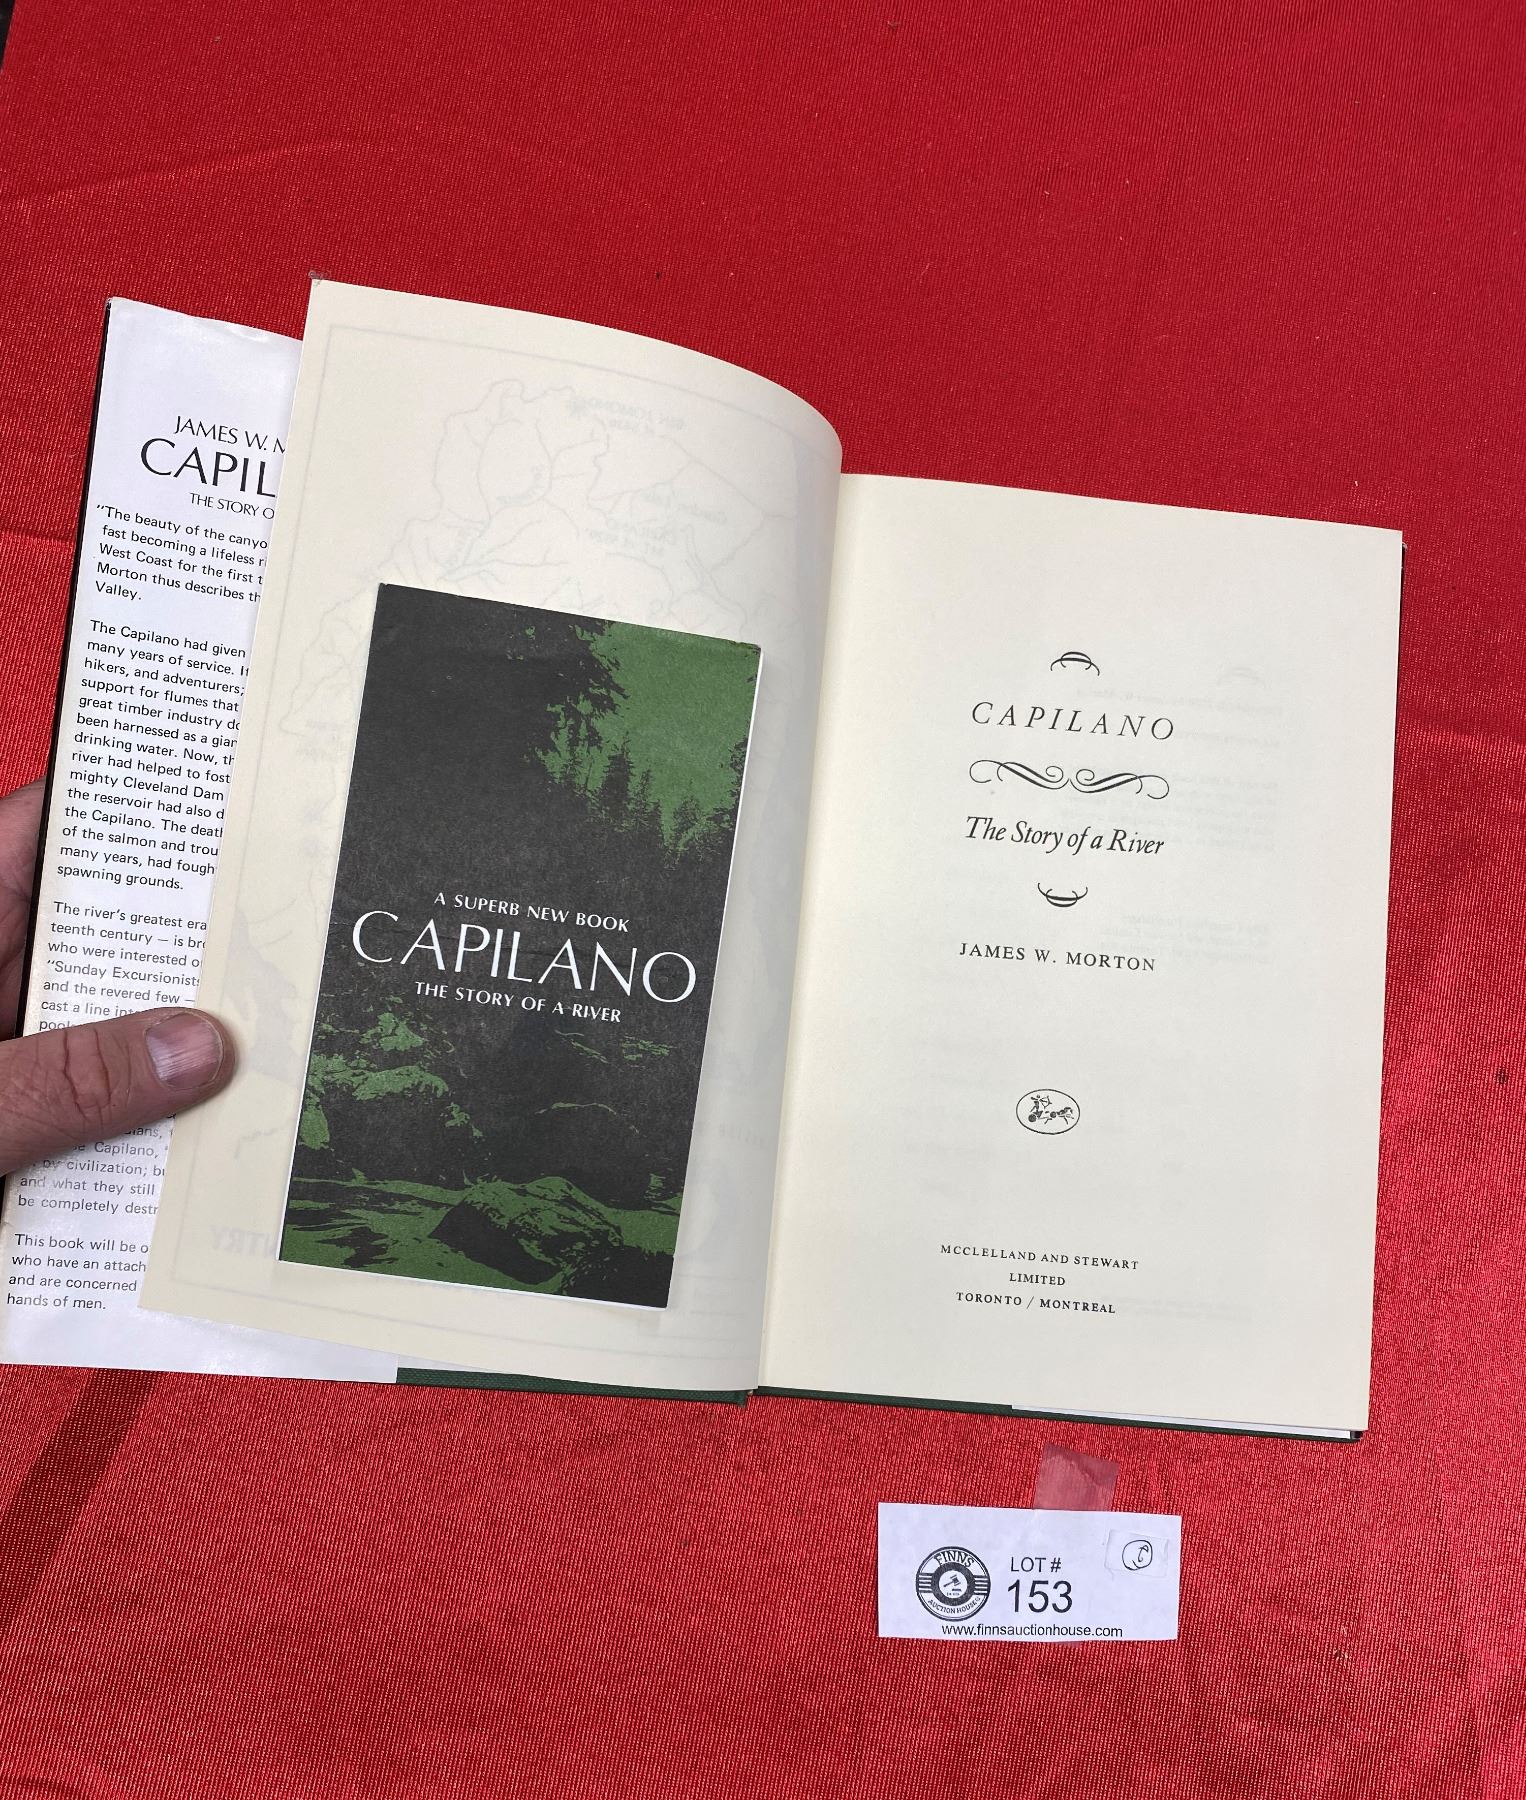 JAMES W.
CAPIL
THE STORY O
"The beauty of the canyo
fast becoming a lifeless r
West Coast for the first t
Morton thus describes th
Valley.
The Capilano had given
many years of service. I
hikers, and adventurers;
support for flumes that
great timber industry do
been harnessed as a gian
drinking water. Now, th
river had helped to fost
mighty Cleveland Dam
the reservoir had also d
the Capilano. The deat
of the salmon and trou
many years, had fough
spawning grounds.
The river's greatest era
teenth century – is br
who were interested o
"Sunday Excursionists
and the revered few –
cast a line int
pool
Capilano,
by civilization; bu
and what they still
be completely destr
This book will be o
who have an attach
and are concerned
hands of men.
A SUPERB NEW BOOK
CAPILANO
THE STORY OF A RIVER
CAPILANO
The Story of a River
JAMES W. MORTON
MCCLELLAND AND STEWART
LIMITED
TORONTO / MONTREAL
FINNS
AUCTION HOUSE
LOT #
153
www.finnsauctionhouse.com